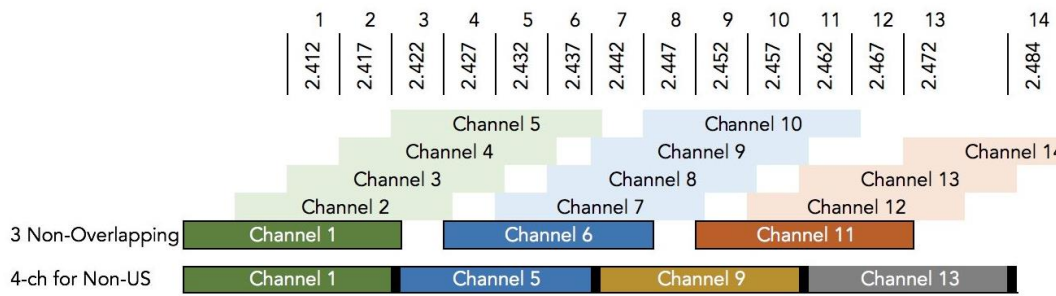 1 2 3 4 5 6 7 8 9 10 11 12 13 14
2.412 2.417 2.422 2.427 2.432 2.437 2.442 2.447 2.452 2.457 2.462 2.467 2.472 2.484
Channel 5 Channel 10
Channel 4 Channel 9 Channel 14
Channel 3 Channel 8 Channel 13
Channel 2 Channel 7 Channel 12
3 Non-Overlapping Channel 1 Channel 6 Channel 11
4-ch for Non-US Channel 1 Channel 5 Channel 9 Channel 13